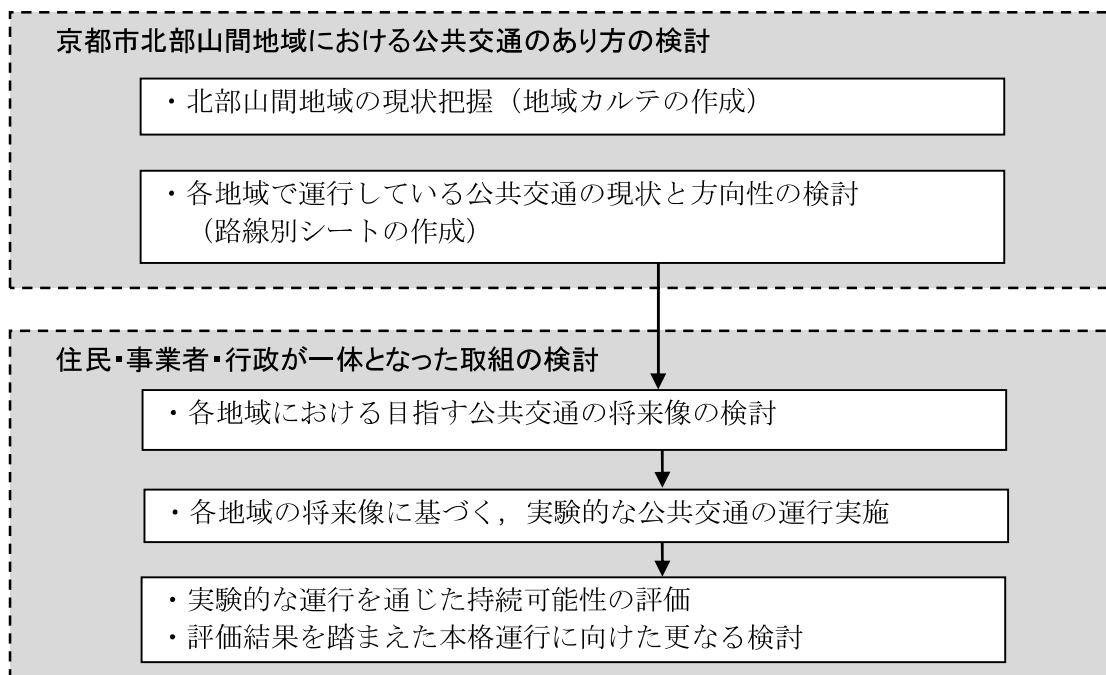 京都市北部山間地域における公共交通のあり方の検討
・北部山間地域の現状把握（地域カルテの作成）
・各地域で運行している公共交通の現状と方向性の検討
（路線別シートの作成）
住民・事業者・行政が一体となった取組の検討
・各地域における目指す公共交通の将来像の検討
・各地域の将来像に基づく，実験的な公共交通の運行実施
・実験的な運行を通じた持続可能性の評価
・評価結果を踏まえた本格運行に向けた更なる検討